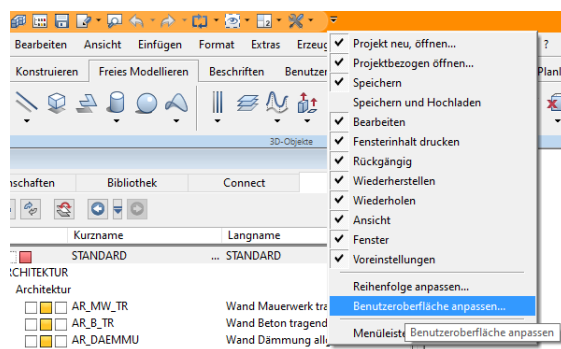 Bearbeiten Ansicht Einfügen Format Extras Erzeug
Projekt neu, öffnen...
?
Projektbezogen öffnen...
Konstruieren Freies Modellieren Beschriften Benutzer
Plan
Speichern
Speichern und Hochladen
Bearbeiten
Fensterinhalt drucken
3D-Objekte
Rückgängig
Wiederherstellen
nschaften Bibliothek Connect
Wiederholen
Ansicht
Kurzname Langname
Fenster
STANDARD ... STANDARD
Voreinstellungen
RCHITEKTUR
Architektur
Reihenfolge anpassen...
AR_MW_TR Wand Mauerwerk tra
Benutzeroberfläche anpassen...
AR_B_TR Wand Beton tragend
Menüleiste
Benutzeroberfläche anpassen
AR_DAEMMU Wand Dämmung allg